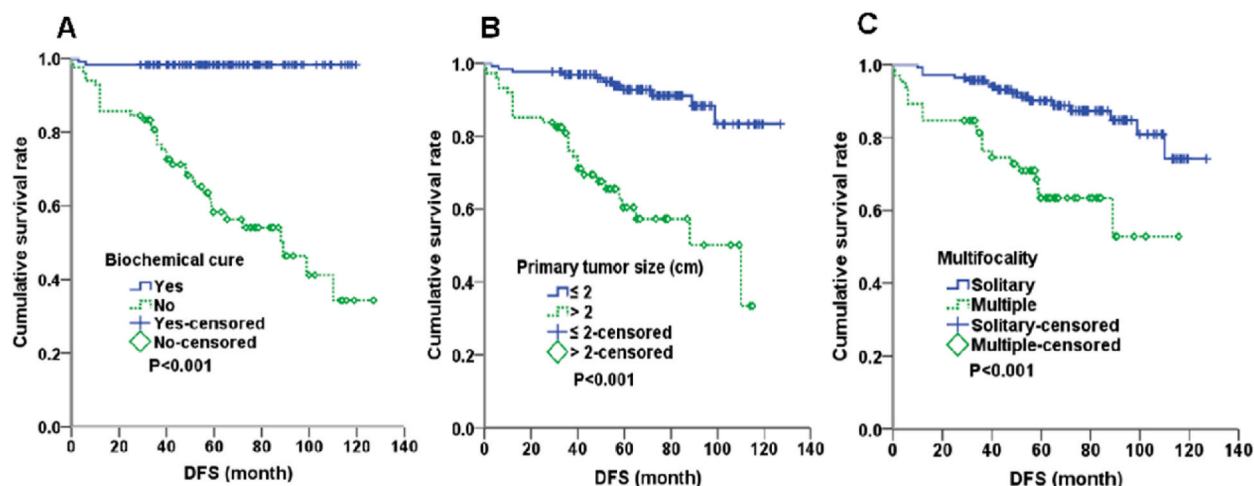 A
Cumulative survival rate
1.0
0.8
0.6
0.4
0.2
0.0
Biochemical cure
Yes
No
Yes-censored
No-censored
P<0.001
0 20 40 60 80 100 120 140
DFS (month)
B
Cumulative survival rate
1.0
0.8
0.6
0.4
0.2
0.0
Primary tumor size (cm)
≤ 2
> 2
≤ 2-censored
> 2-censored
P<0.001
0 20 40 60 80 100 120 140
DFS (month)
C
Cumulative survival rate
1.0
0.8
0.6
0.4
0.2
0.0
Multifocality
Solitary
Multiple
Solitary-censored
Multiple-censored
P<0.001
0 20 40 60 80 100 120 140
DFS (month)